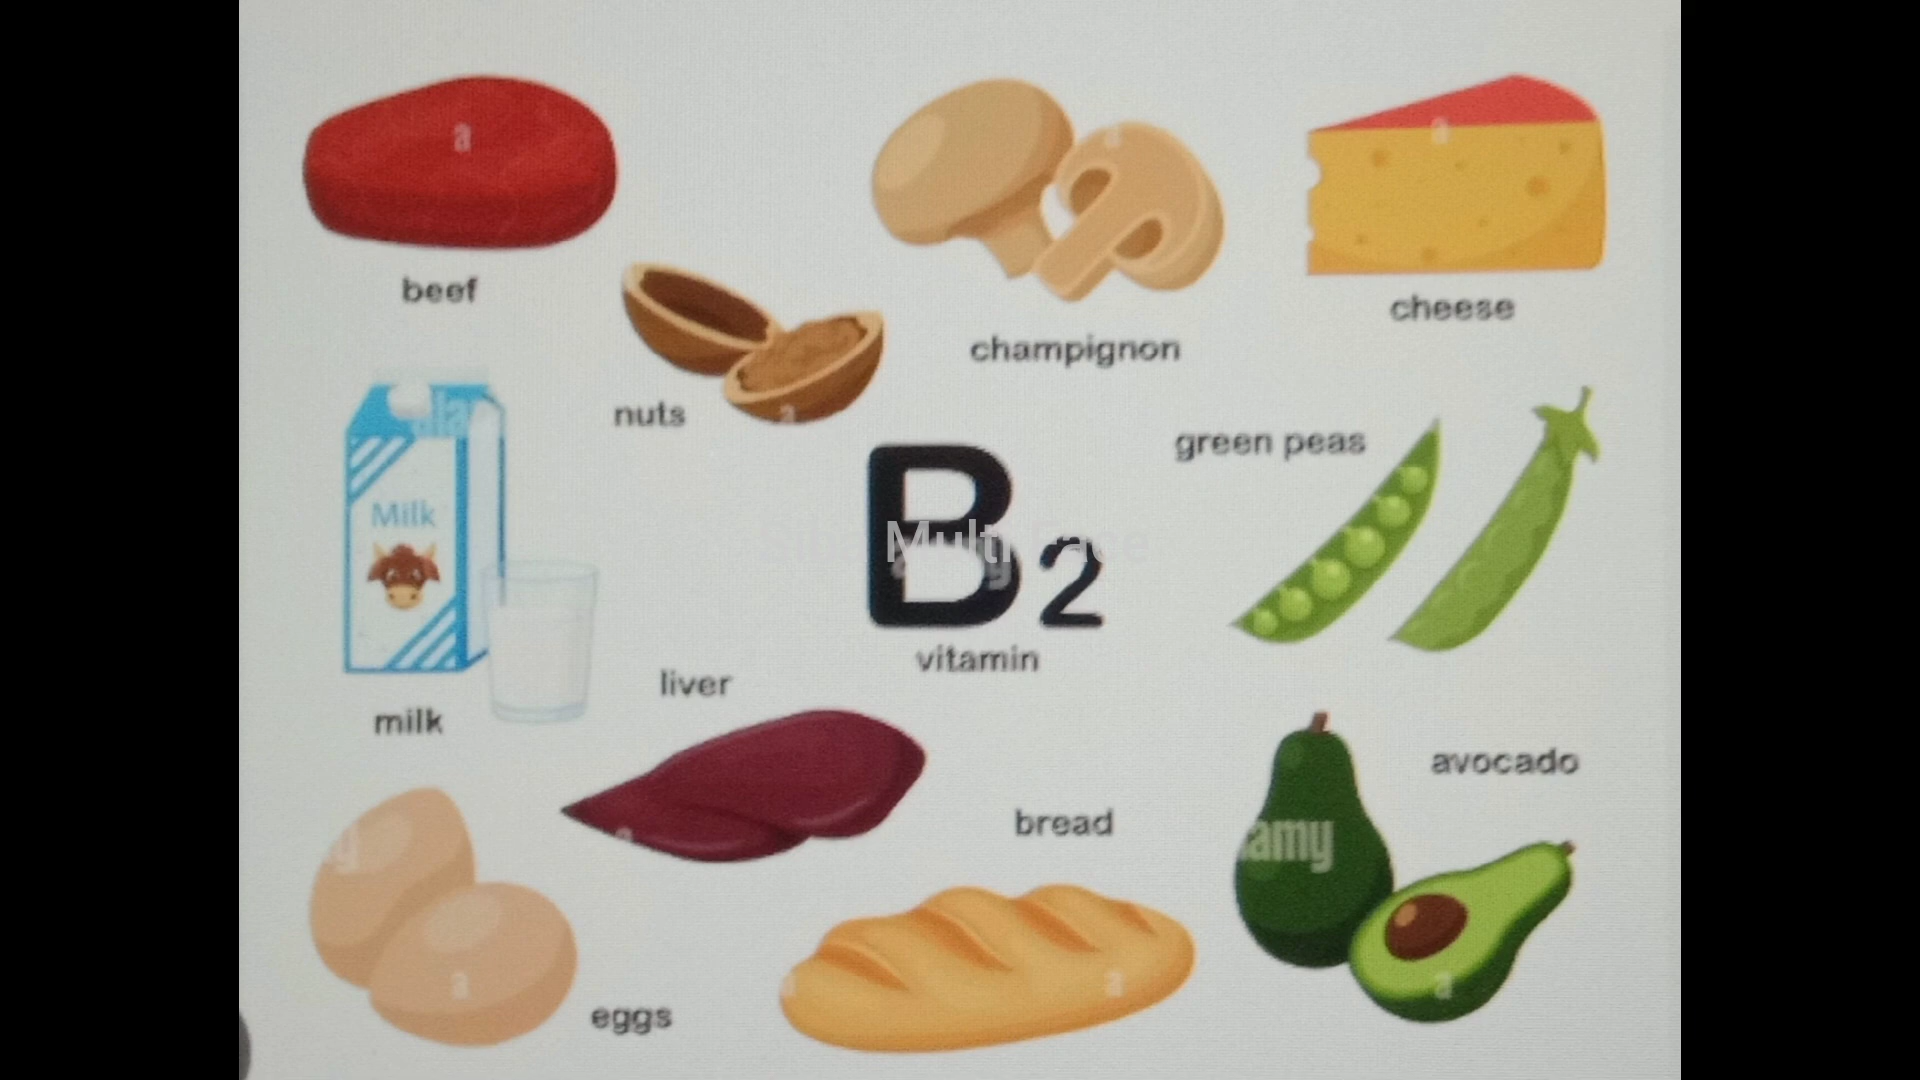 beef
champignon
cheese
nuts
green peas
Milk
B2
vitamin
milk
liver
avocado
bread
eggs